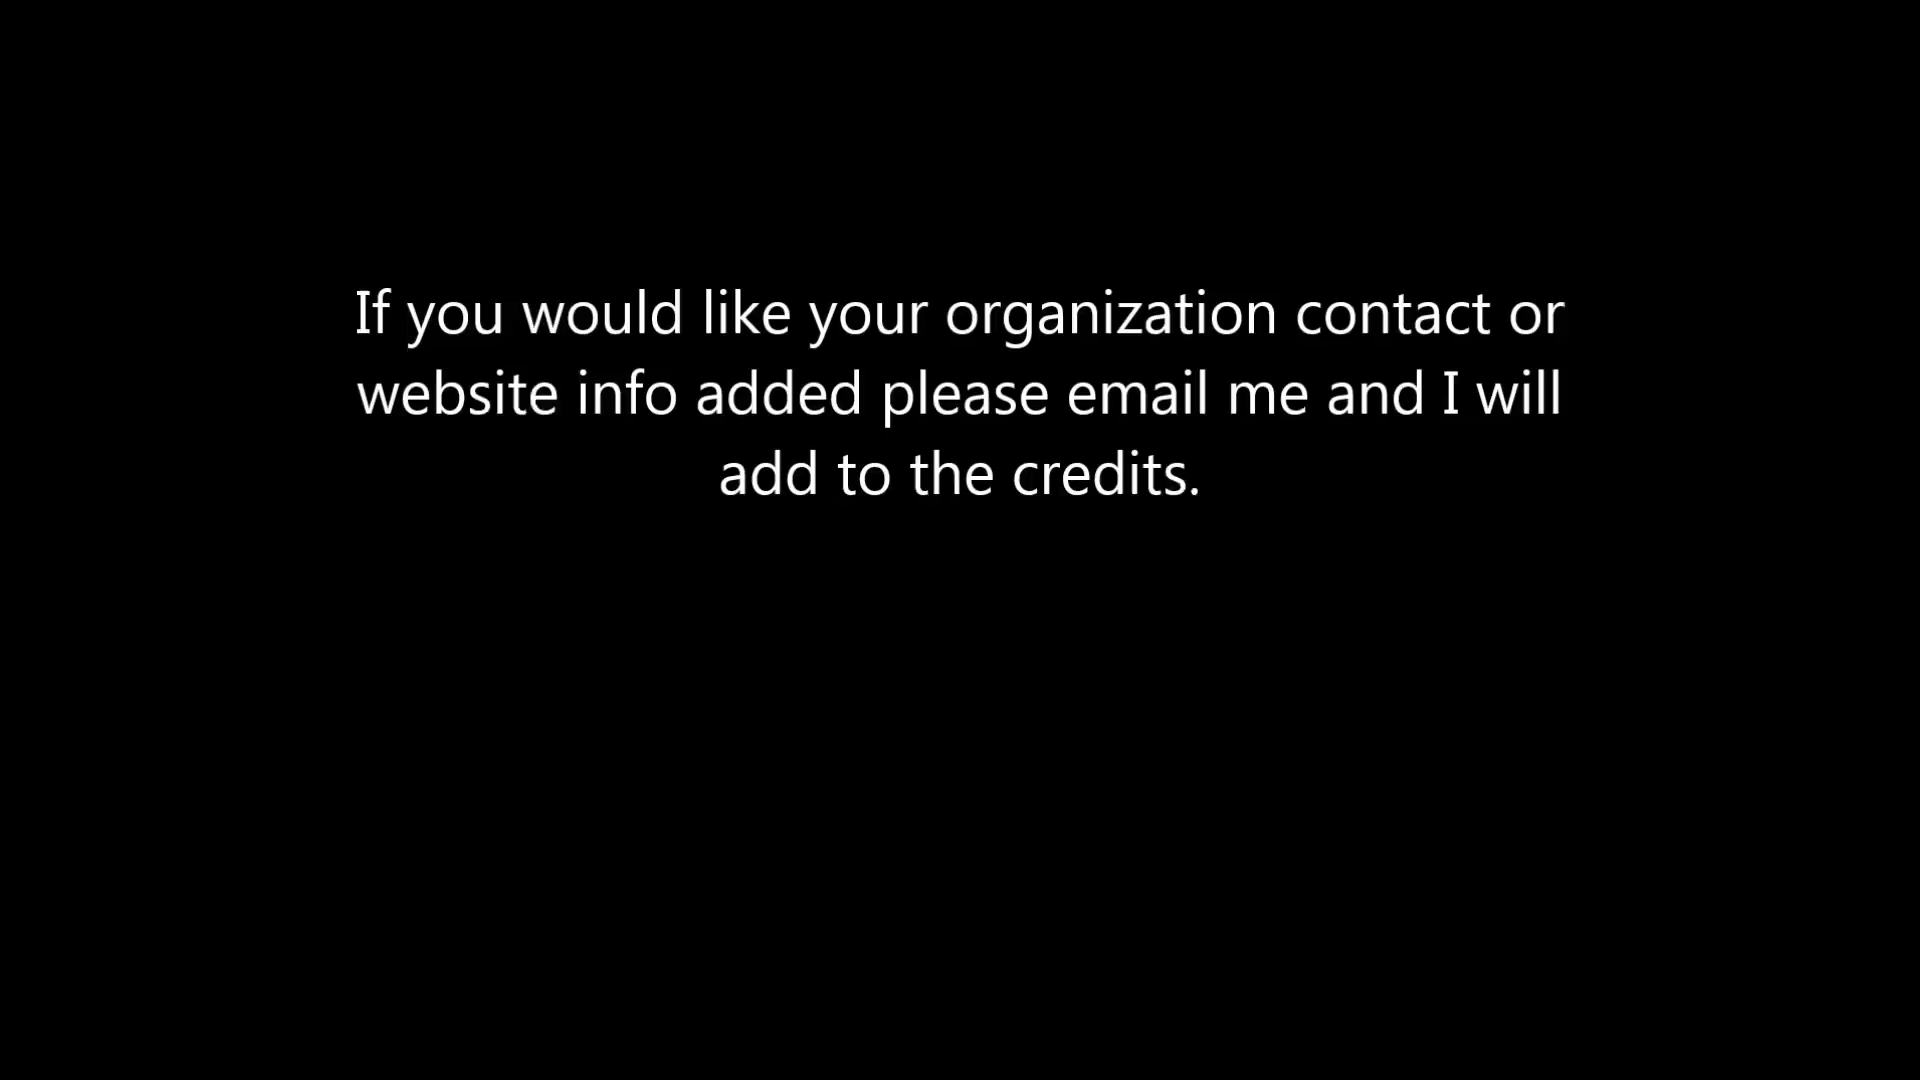 If you would like your organization contact or
website info added please email me and I will
add to the credits.